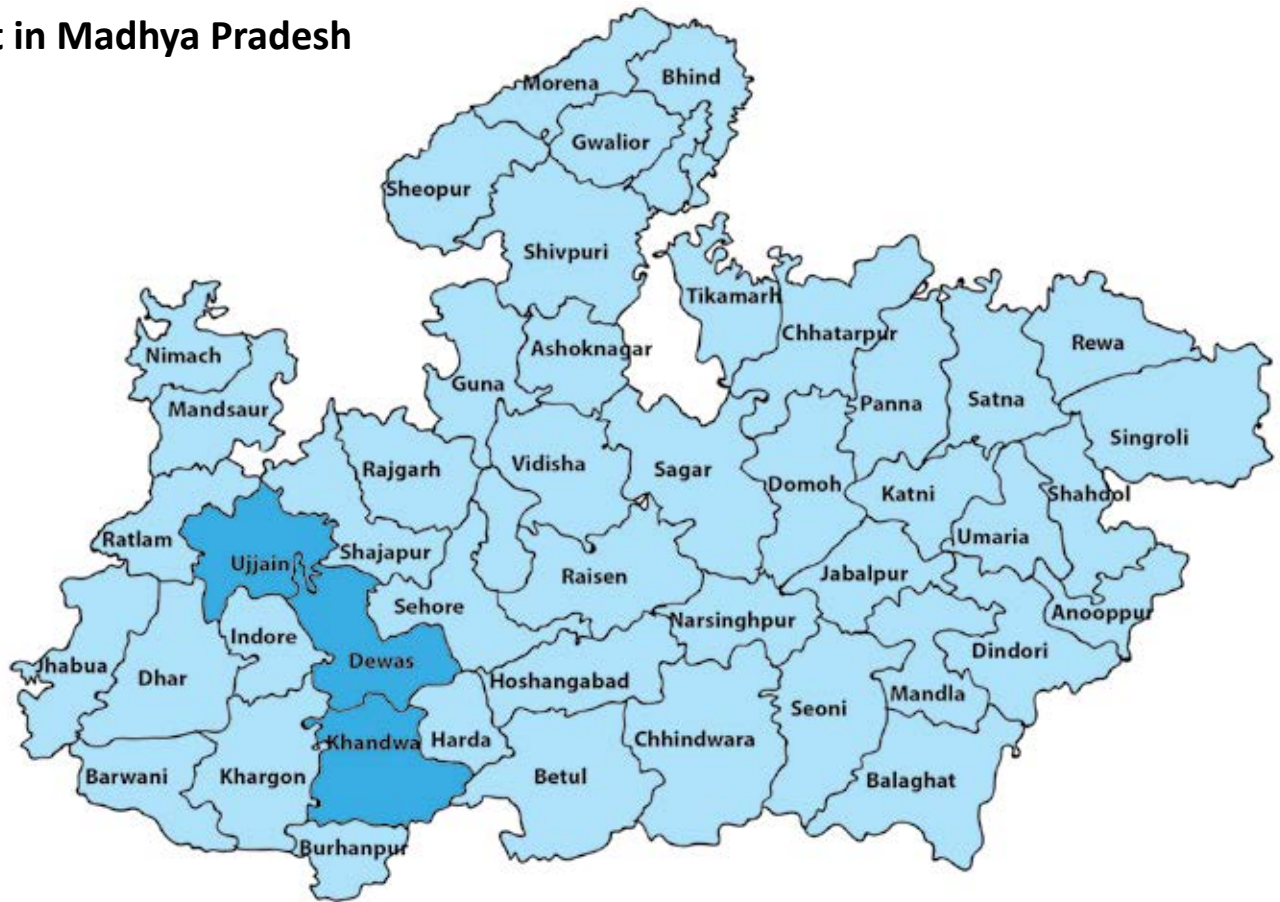 t in Madhya Pradesh
Morena
Bhind
Gwalior
Sheopur
Shivpuri
Tikamarh
Chhatarpur
Rewa
Nimach
Ashoknagar
Guna
Mandsaur
Panna
Satna
Singroli
Rajgarh
Vidisha
Sagar
Domoh
Katni
Shahdol
Ratlam
Ujjain
Shajapur
Raisen
Umaria
Jabalpur
Sehore
Narsinghpur
Anooppur
Indore
Dindori
Jhabua
Dhar
Dewas
Hoshangabad
Seoni
Mandla
Khandwa
Harda
Chhindwara
Barwani
Khargon
Betul
Balaghat
Burhanpur